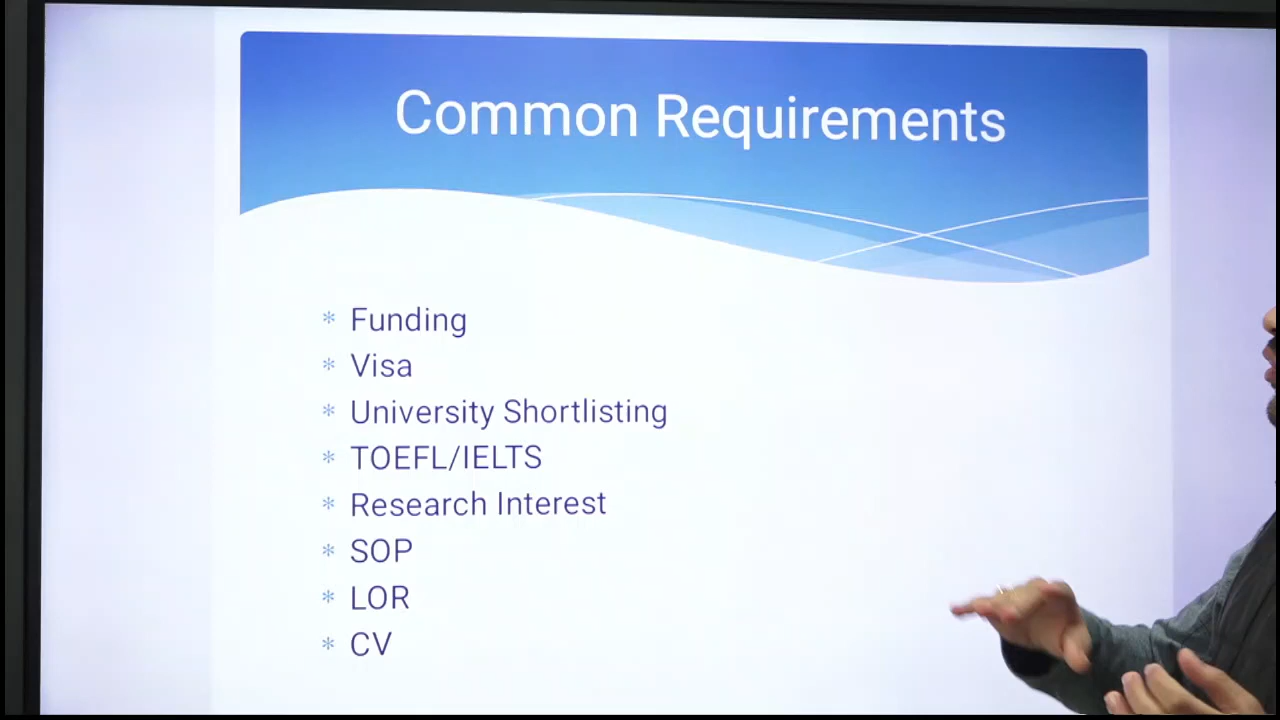 Common Requirements
* Funding
* Visa
* University Shortlisting
* TOEFL/IELTS
* Research Interest
* SOP
* LOR
* CV